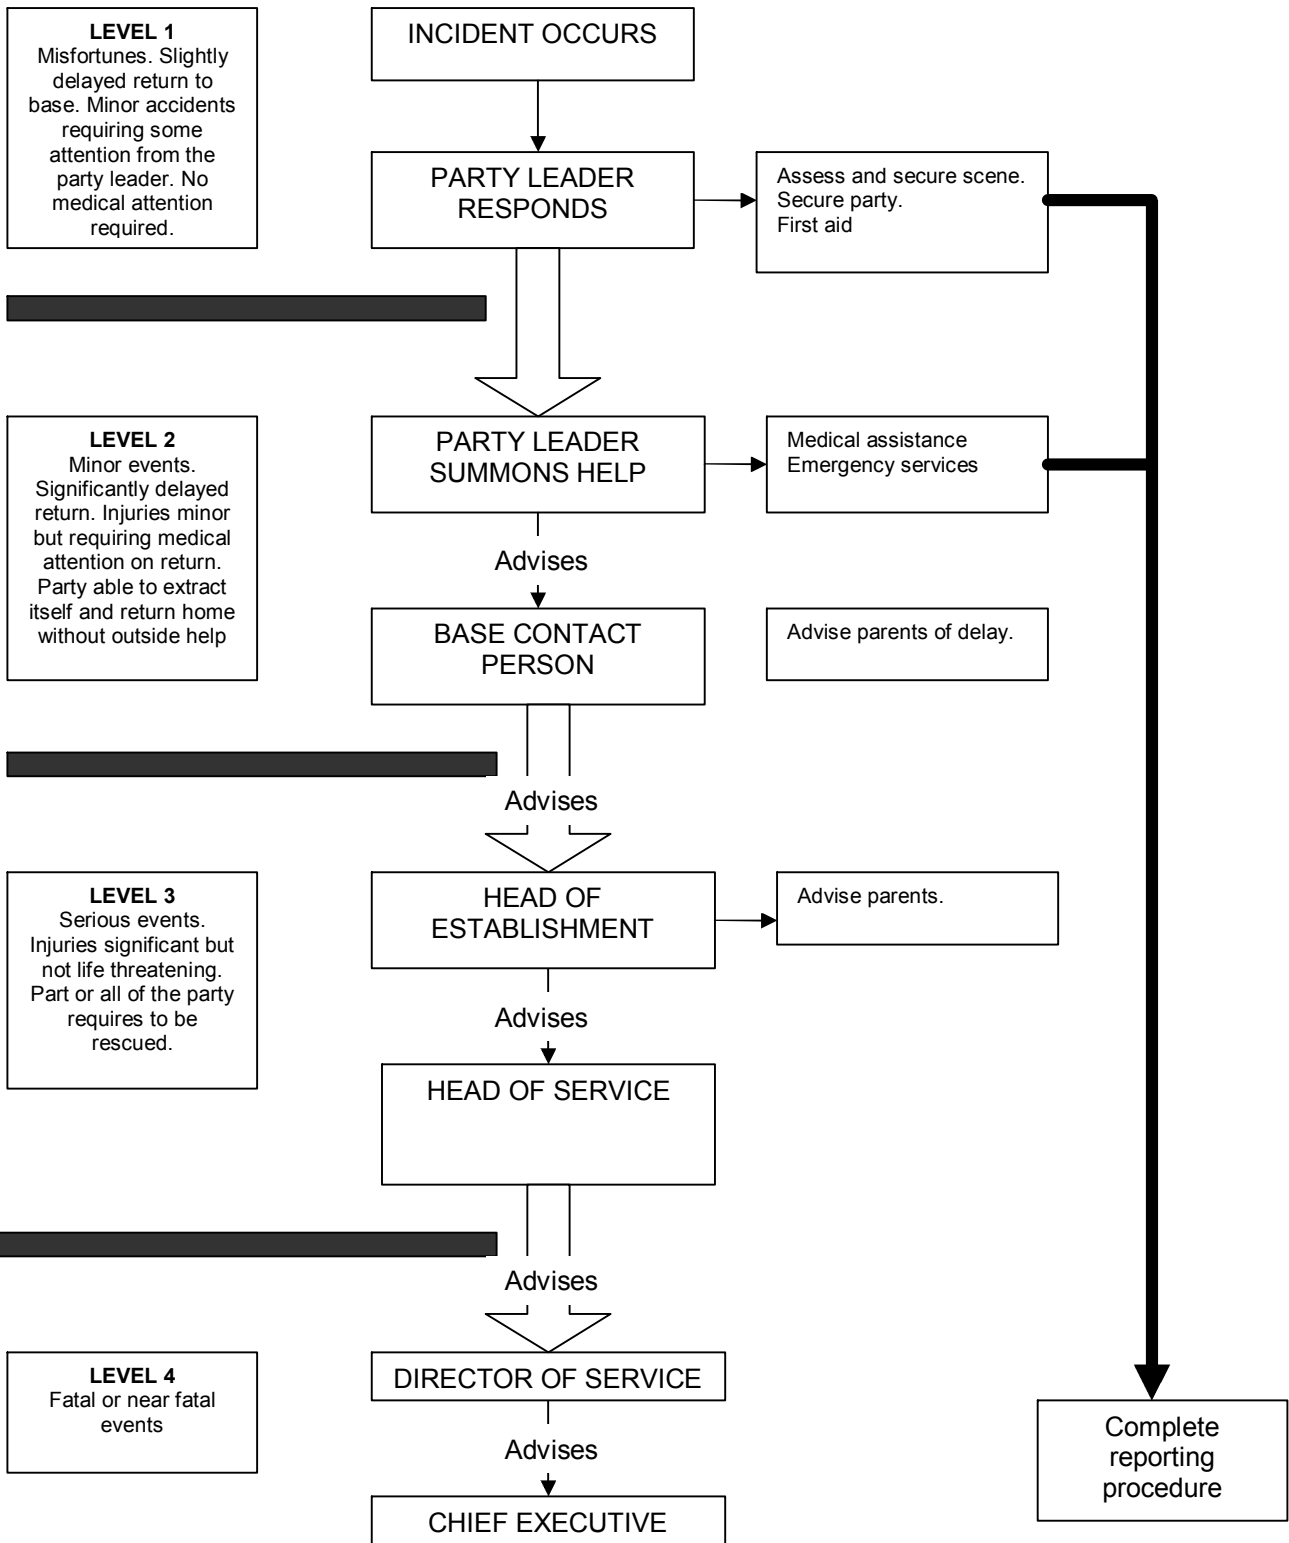 LEVEL 1
Misfortunes. Slightly
delayed return to
base. Minor accidents
requiring some
attention from the
party leader. No
medical attention
required.
INCIDENT OCCURS
PARTY LEADER
RESPONDS
Assess and secure scene.
Secure party.
First aid
LEVEL 2
Minor events.
Significantly delayed
return. Injuries minor
but requiring medical
attention on return.
Party able to extract
itself and return home
without outside help
PARTY LEADER
SUMMONS HELP
Medical assistance
Emergency services
Advises
BASE CONTACT
PERSON
Advise parents of delay.
Advises
LEVEL 3
Serious events.
Injuries significant but
not life threatening.
Part or all of the party
requires to be
rescued.
HEAD OF
ESTABLISHMENT
Advise parents.
Advises
HEAD OF SERVICE
Advises
LEVEL 4
Fatal or near fatal
events
DIRECTOR OF SERVICE
Advises
CHIEF EXECUTIVE
Complete
reporting
procedure